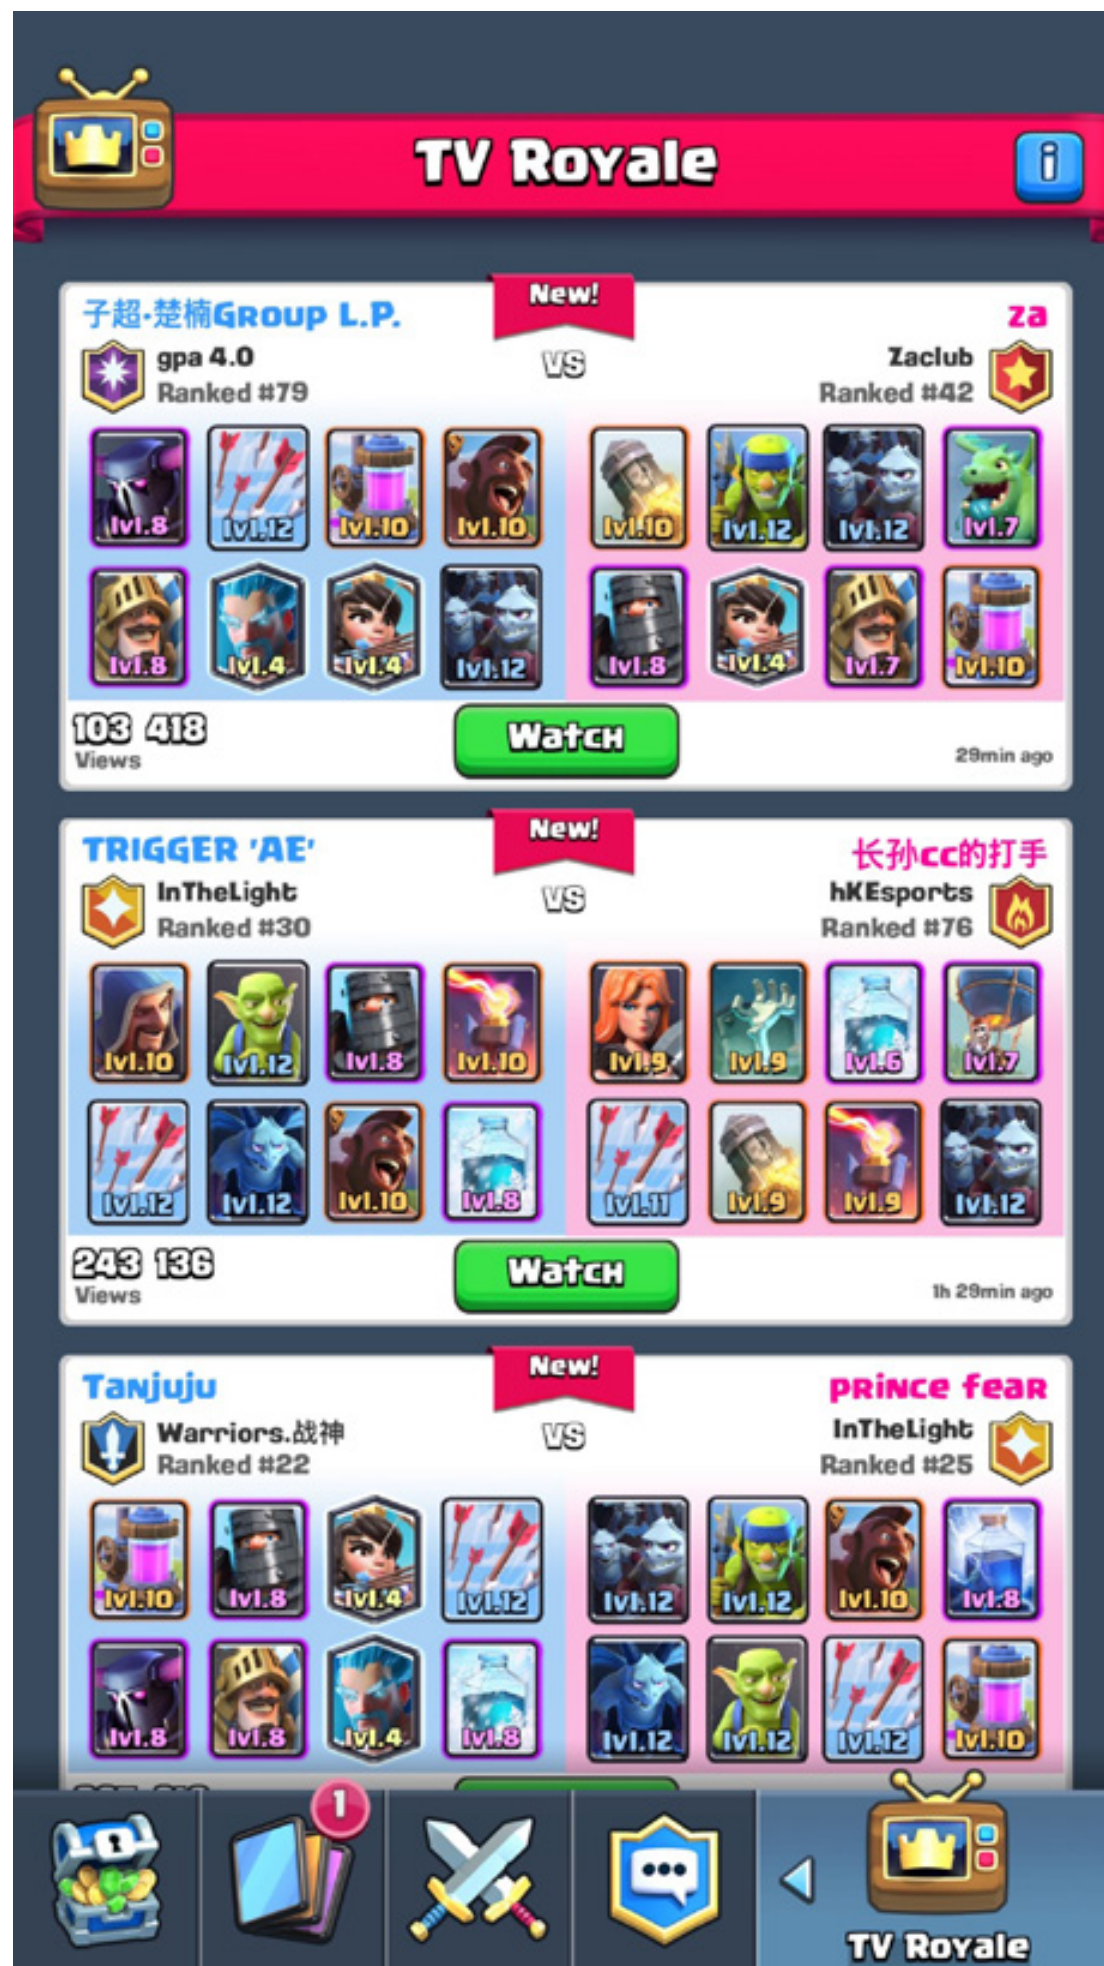 TV Royale
i
New!
子超·楚楠Group L.P.
za
gpa 4.0
VS
Zaclub
Ranked #79
Ranked #42
lvl.8 lvl.12 lvl.10 lvl.10 lvl.10 lvl.12 lvl.12 lvl.7
lvl.8 lvl.4 lvl.4 lvl.12 lvl.8 lvl.4 lvl.7 lvl.10
103 418
Views
Watch
29min ago
New!
TRIGGER 'AE'
长孙cc的打手
InTheLight
VS
hKEsports
Ranked #30
Ranked #76
lvl.10 lvl.12 lvl.8 lvl.10 lvl.9 lvl.9 lvl.6 lvl.7
lvl.12 lvl.12 lvl.10 lvl.8 lvl.11 lvl.9 lvl.9 lvl.12
243 136
Views
Watch
1h 29min ago
New!
Tanjuju
prince fear
Warriors.战神
VS
InTheLight
Ranked #22
Ranked #25
lvl.10 lvl.8 lvl.4 lvl.12 lvl.12 lvl.12 lvl.10 lvl.8
lvl.8 lvl.8 lvl.4 lvl.8 lvl.12 lvl.12 lvl.12 lvl.10
1
TV Royale